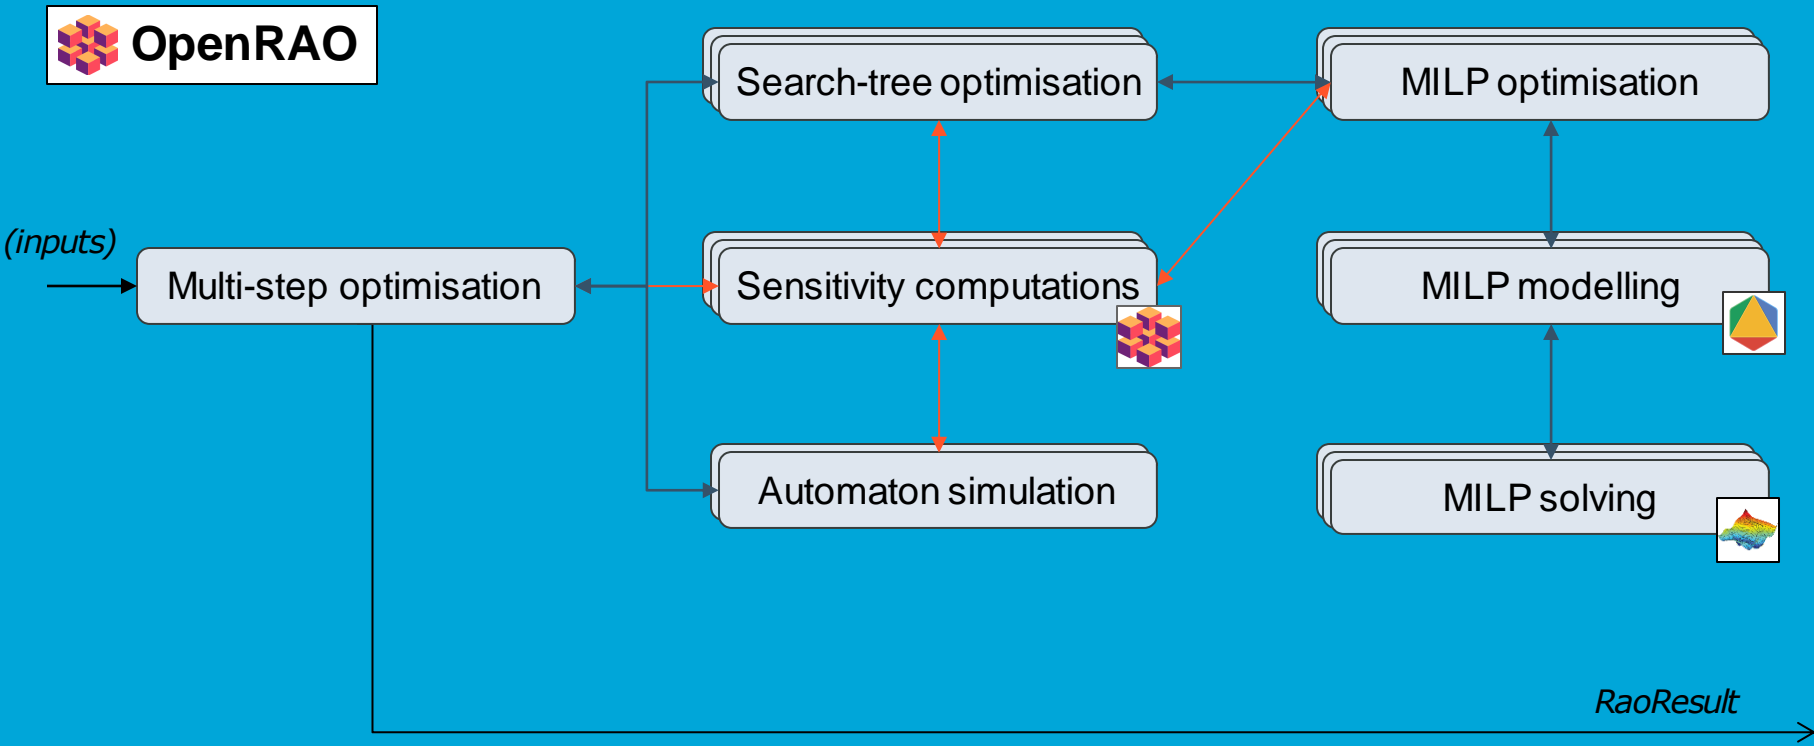 OpenRAO
Search-tree optimisation
MILP optimisation
(inputs)
Multi-step optimisation
Sensitivity computations
MILP modelling
Automaton simulation
MILP solving
RaoResult